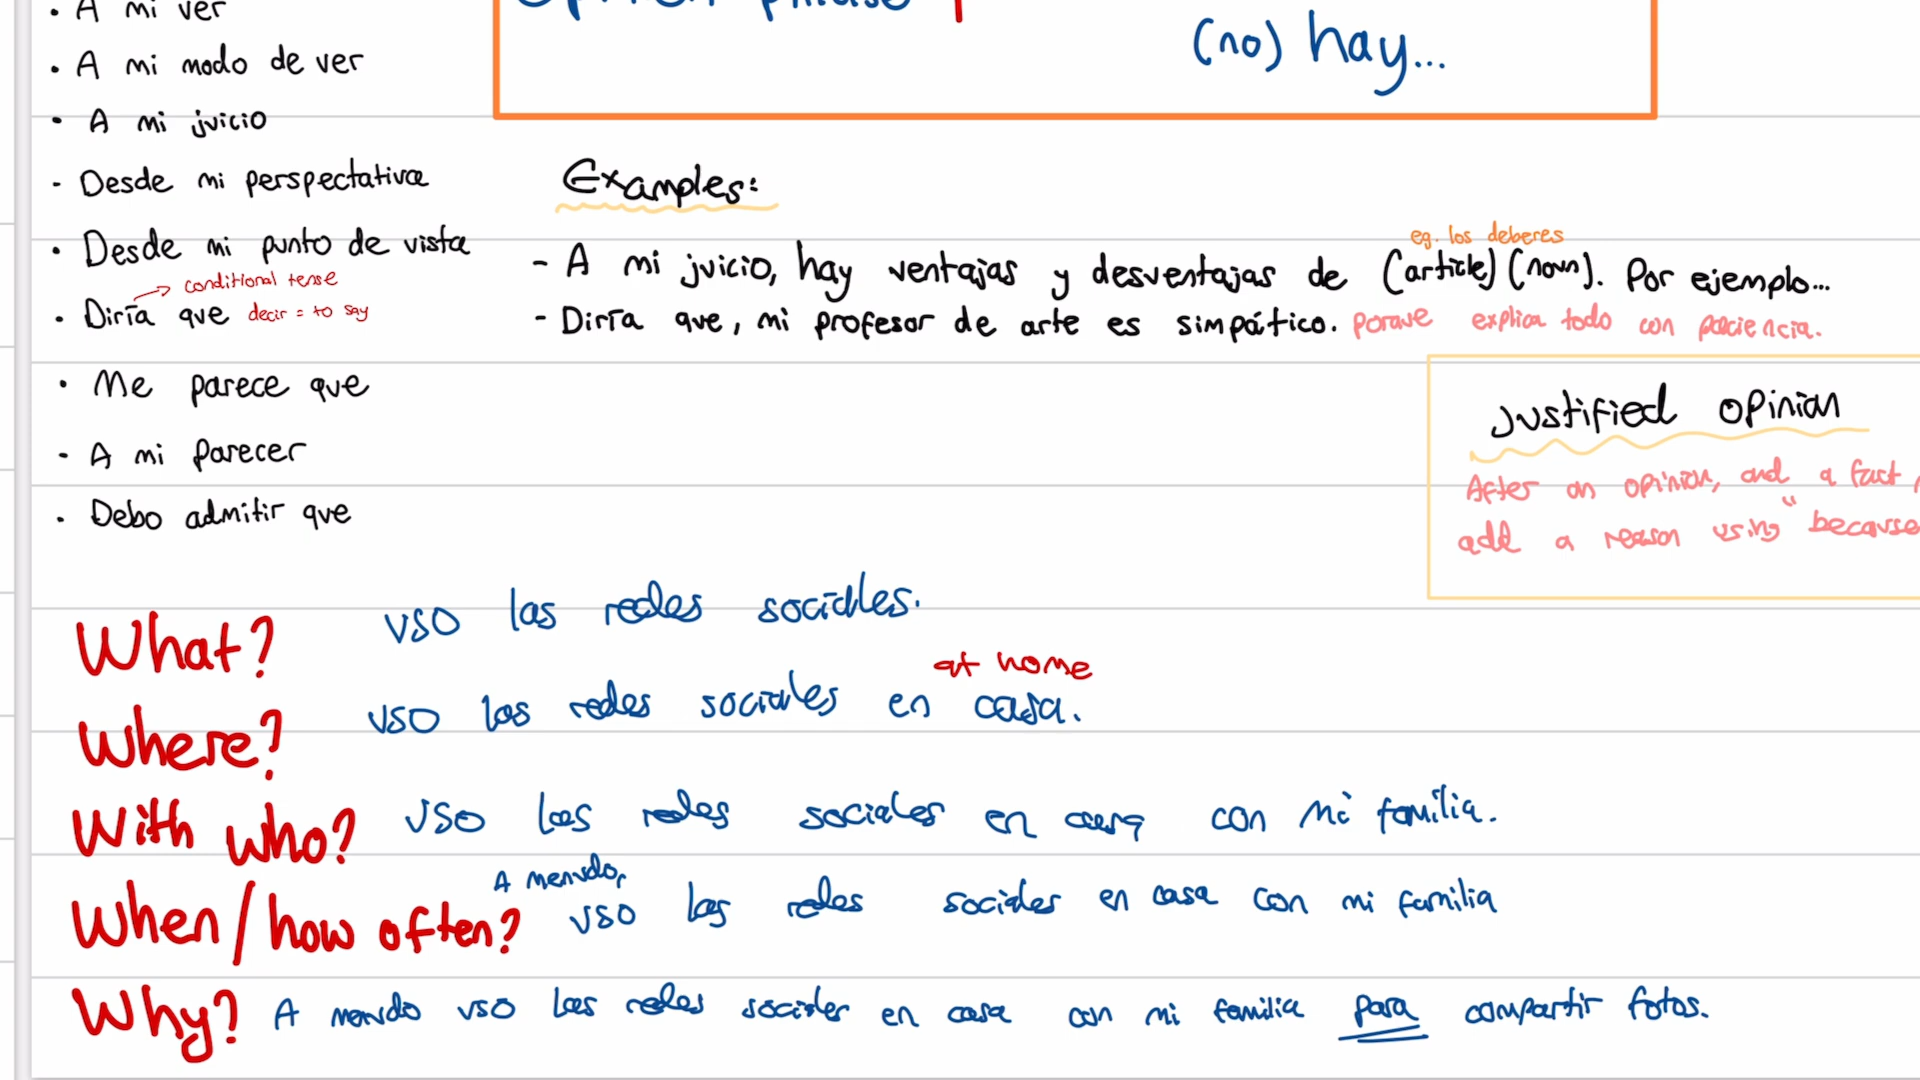 • A mi ver
• A mi modo de ver
• A mi juicio
- Desde mi perspectativa
• Desde mi punto de vista
conditional tense
• Diría que decir = to say
• Me parece que
- A mi parecer
• Debo admitir que
opinion phrase
(no) hay...
Examples:
eg. los deberes
- A mi juicio, hay ventajas y desventajas de (article) (noun). Por ejemplo...
- Diría que, mi profesor de arte es simpático. porque explica todo con paciencia.
Justified opinion
After an opinion, and a fact
add a reason using "because
What? uso las redes sociales.
at home
Where? uso las redes sociales en casa.
With who? uso las redes sociales en casa con mi familia.
A menudo,
When/how often? uso las redes sociales en casa con mi familia
Why? A menudo uso las redes sociales en casa con mi familia para compartir fotos.